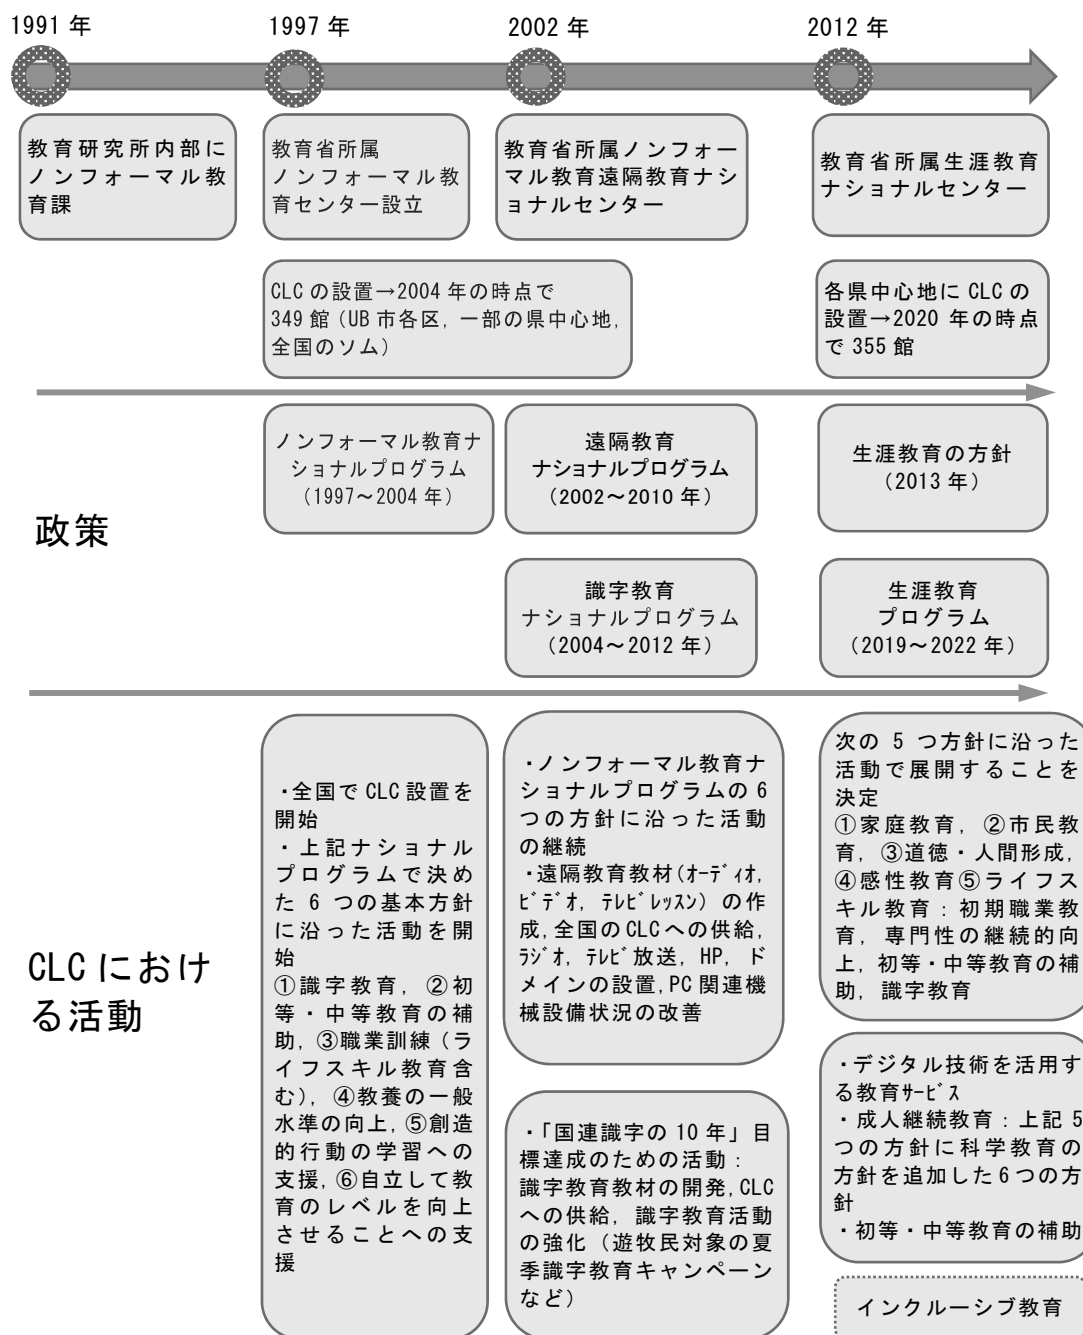 1991 年
1997 年
2002 年
2012 年
教育研究所内部に
ノンフォーマル教
育課
教育省所属
ノンフォーマル教
育センター設立
教育省所属ノンフォー
マル教育遠隔教育ナシ
ョナルセンター
教育省所属生涯教育
ナショナルセンター
CLC の設置→2004 年の時点で
349 館（UB 市各区，一部の県中心地，
全国のソム）
各県中心地に CLC の
設置→2020 年の時点
で 355 館
政策
ノンフォーマル教育ナ
ショナルプログラム
（1997～2004 年）
遠隔教育
ナショナルプログラム
（2002～2010 年）
生涯教育の方針
（2013 年）
識字教育
ナショナルプログラム
（2004～2012 年）
生涯教育
プログラム
（2019～2022 年）
CLC におけ
る活動
・全国で CLC 設置を
開始
・上記ナショナル
プログラムで決め
た 6 つの基本方針
に沿った活動を開
始
①識字教育，②初
等・中等教育の補
助，③職業訓練（ラ
イフスキル教育含
む），④教養の一般
水準の向上，⑤創造
的行動の学習への
支援，⑥自立して教
育のレベルを向上
させることへの支
援
・ノンフォーマル教育ナ
ショナルプログラムの 6
つの方針に沿った活動
の継続
・遠隔教育教材（ｵｰﾃﾞｨｵ，
ﾋﾞﾃﾞｵ，ﾃﾚﾋﾞﾚｯｽﾝ）の作
成，全国の CLC への供給，
ﾗｼﾞｵ，ﾃﾚﾋﾞ放送，HP，ド
メインの設置，PC 関連機
械設備状況の改善
・「国連識字の 10 年」目
標達成のための活動：
識字教育教材の開発，CLC
への供給，識字教育活動
の強化（遊牧民対象の夏
季識字教育キャンペーン
など）
次の 5 つ方針に沿った
活動で展開することを
決定
①家庭教育，②市民教
育，③道徳・人間形成，
④感性教育⑤ライフス
キル教育：初期職業教
育，専門性の継続的向
上，初等・中等教育の補
助，識字教育
・デジタル技術を活用す
る教育ｻｰﾋﾞｽ
・成人継続教育：上記 5
つの方針に科学教育の
方針を追加した 6 つの方
針
・初等・中等教育の補助
インクルーシブ教育